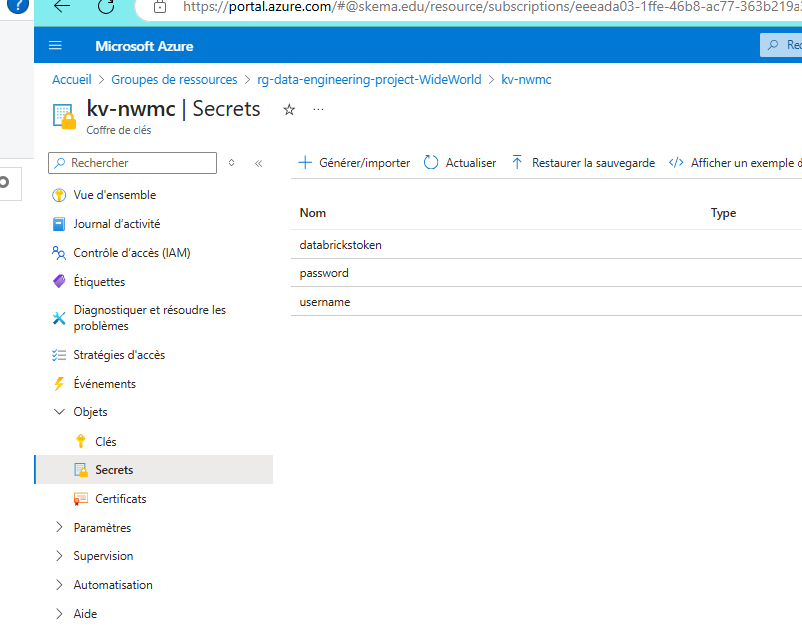 ?
https://portal.azure.com/#@skema.edu/resource/subscriptions/eeeada03-1ffe-46b8-ac77-363b219a
Microsoft Azure
Rec
Accueil > Groupes de ressources > rg-data-engineering-project-WideWorld > kv-nwmc
kv-nwmc | Secrets
Coffre de clés
Rechercher
Générer/importer
Actualiser
Restaurer la sauvegarde
Afficher un exemple d
Vue d'ensemble
Journal d'activité
Contrôle d'accès (IAM)
Étiquettes
Diagnostiquer et résoudre les
problèmes
Stratégies d'accès
Événements
Objets
Clés
Secrets
Certificats
Paramètres
Supervision
Automatisation
Aide
Nom Type
databrickstoken
password
username